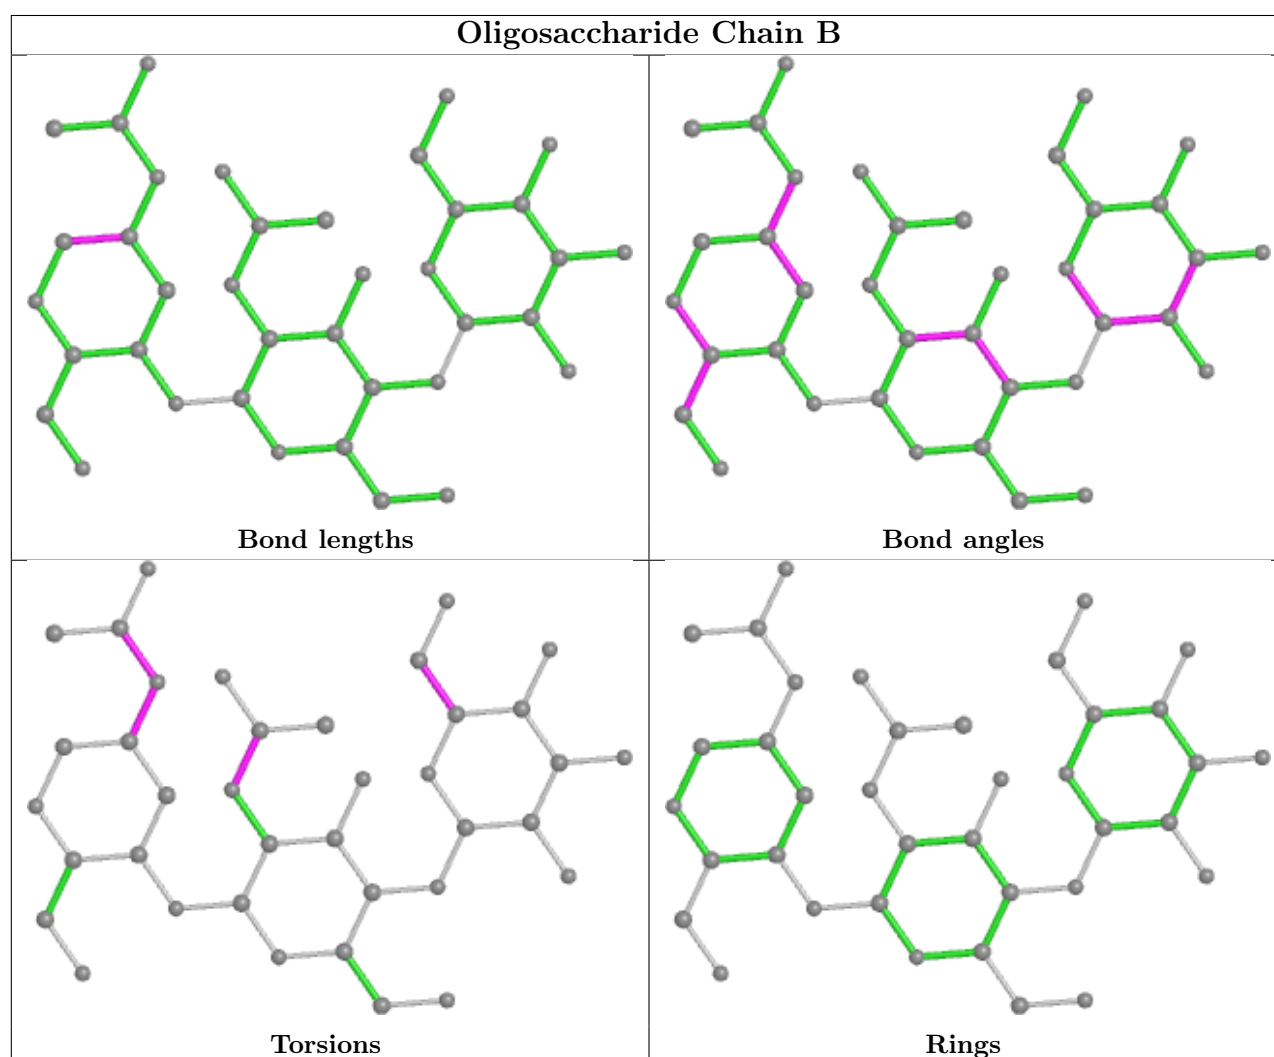 Oligosaccharide Chain B
Bond lengths
Bond angles
Torsions
Rings